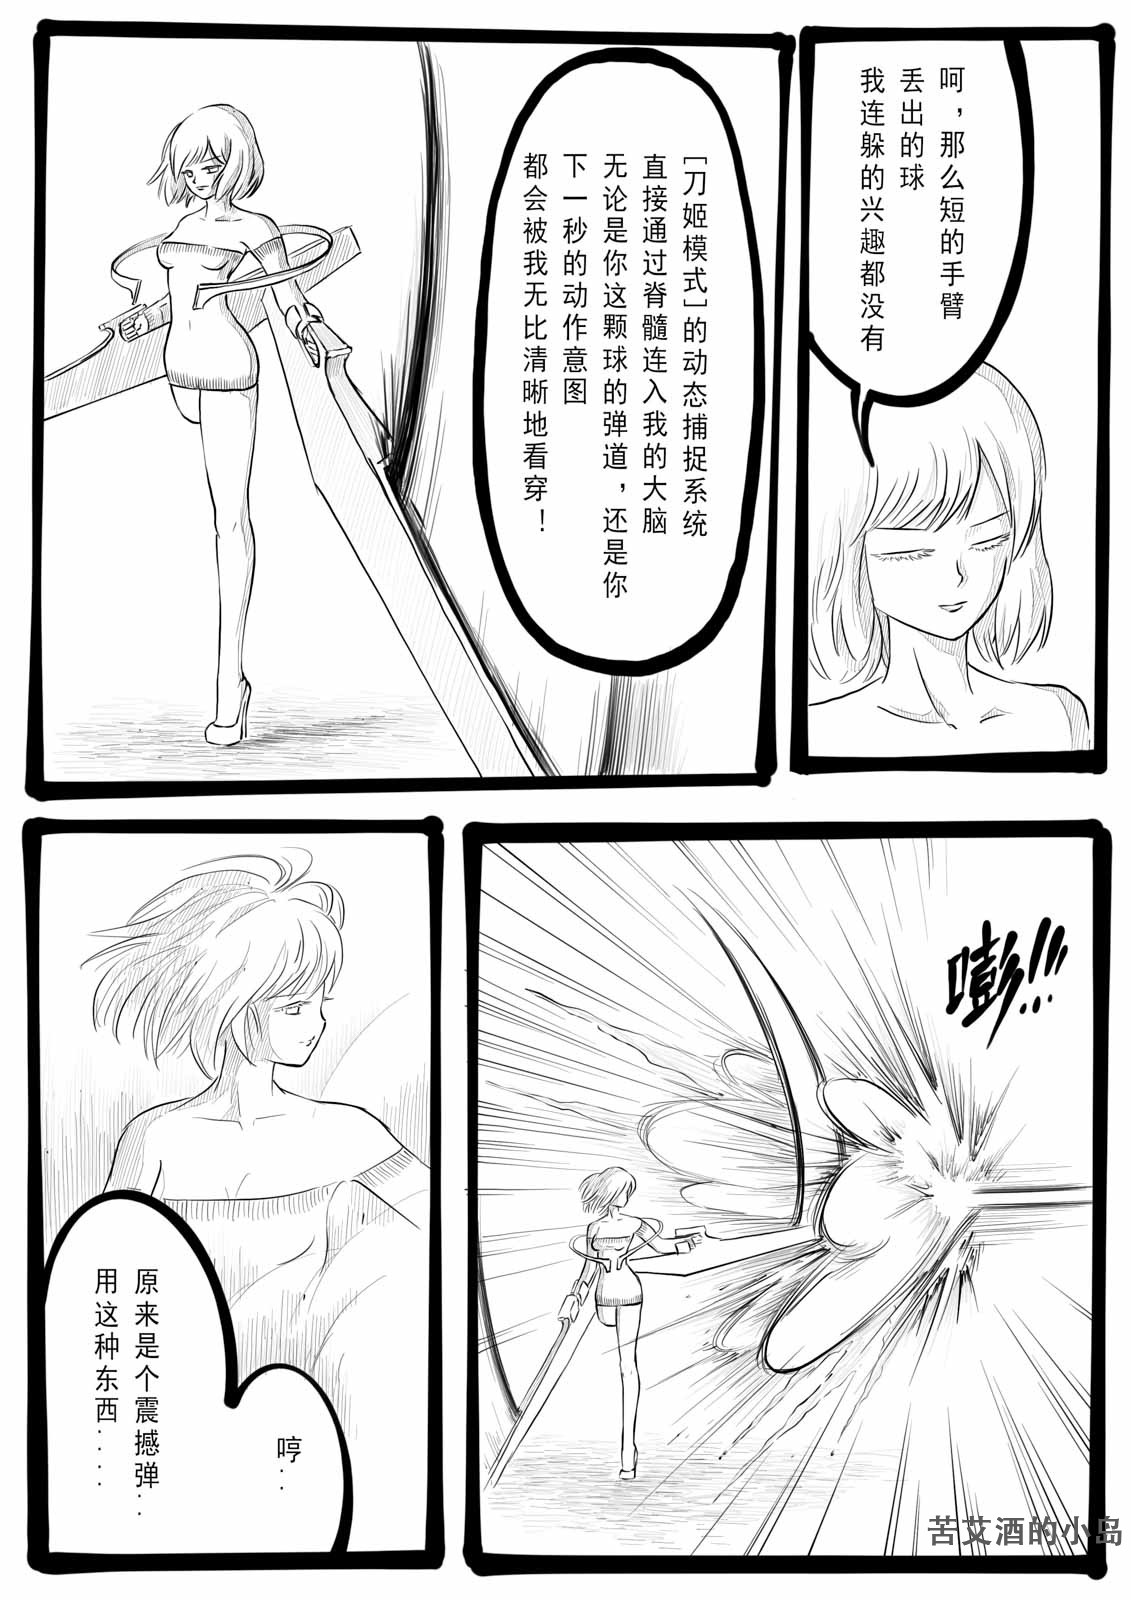 呵，那么短的手臂
丢出的球
我连躲的兴趣都没有
[刀姬模式]的动态捕捉系统
直接通过脊髓连入我的大脑
无论是你这颗球的弹道，还是你
下一秒的动作意图
都会被我无比清晰地看穿！
嘭!!!
哼..
原来是个震撼弹..
用这种东西....
苦艾酒的小岛